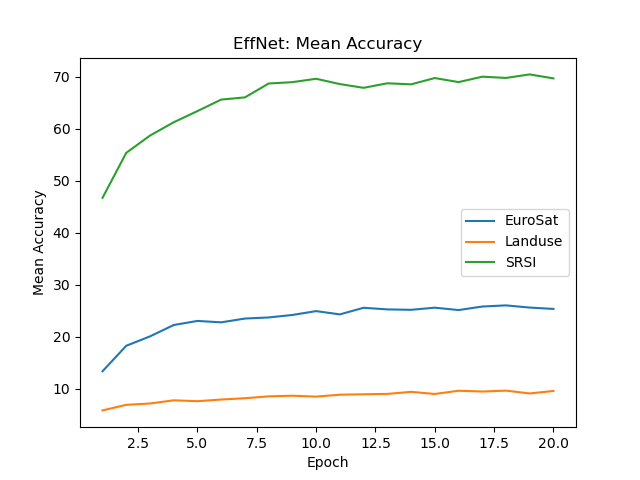 EffNet: Mean Accuracy
Mean Accuracy
70
60
50
40
30
20
10
EuroSat
Landuse
SRSI
2.5 5.0 7.5 10.0 12.5 15.0 17.5 20.0
Epoch